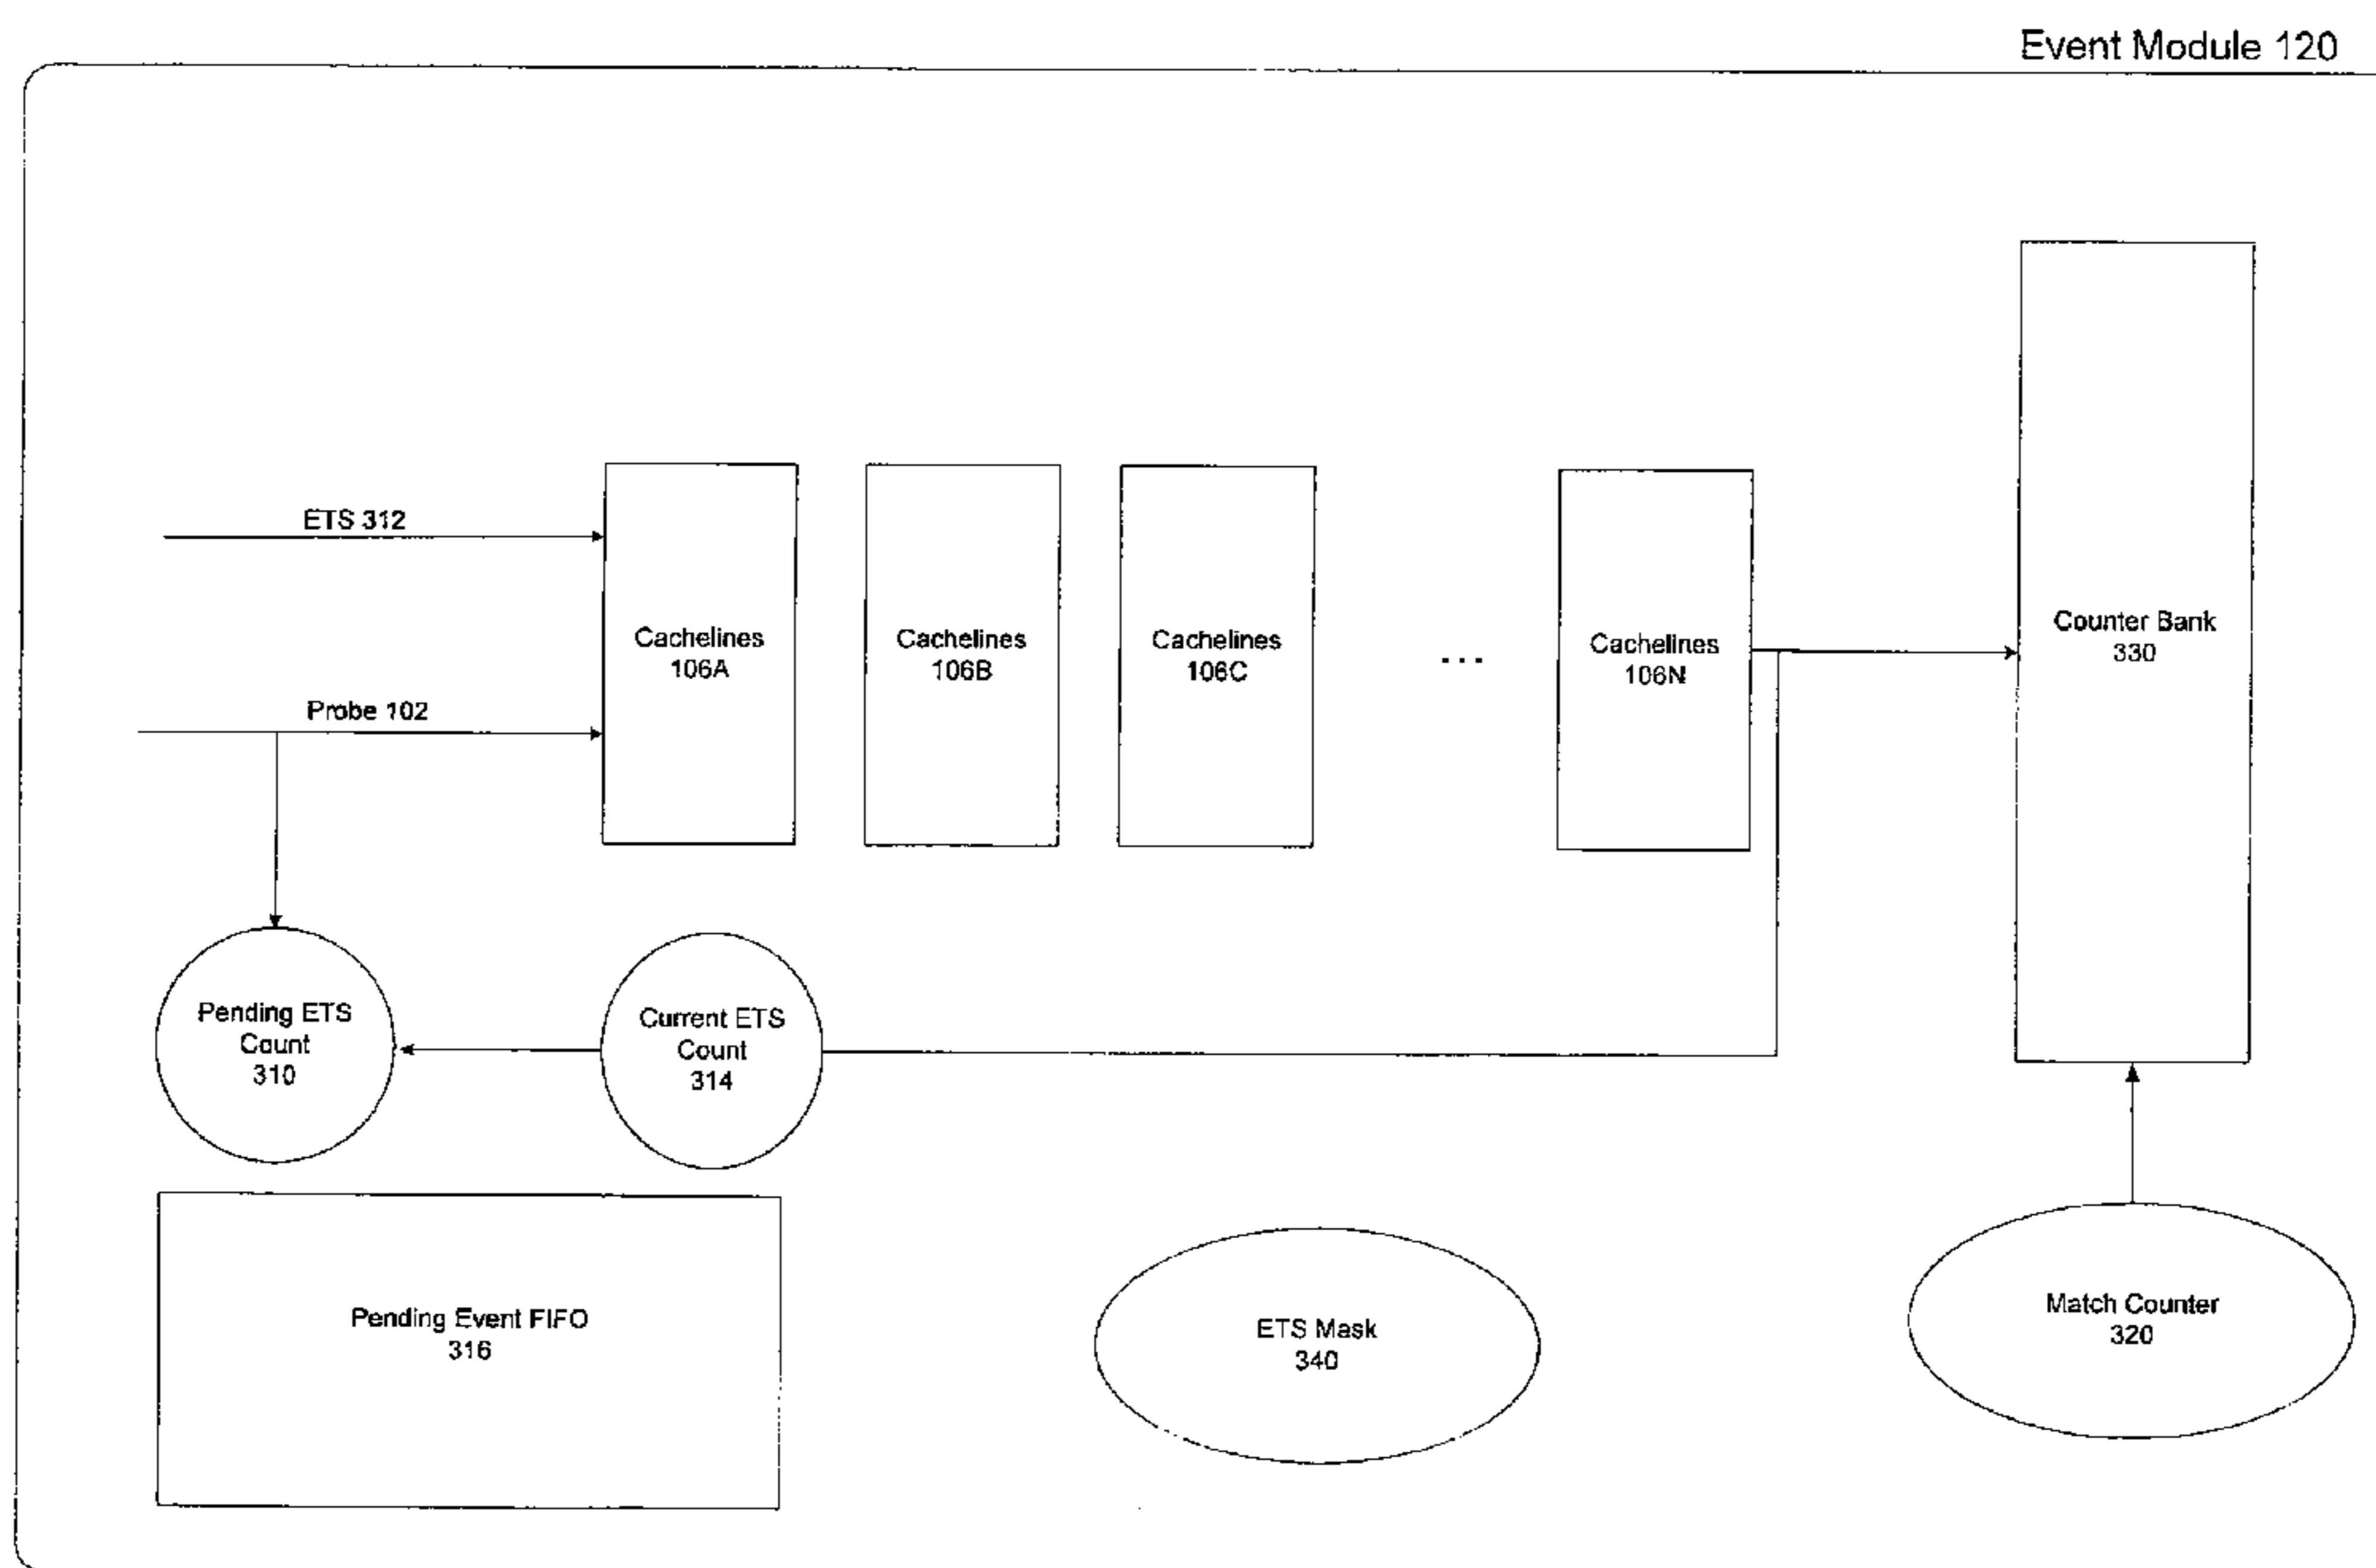 Event Module 120
ETS 312
Probe 102
Cachelines
106A
Cachelines
106B
Cachelines
106C
...
Cachelines
106N
Counter Bank
330
Pending ETS
Count
310
Current ETS
Count
314
Pending Event FIFO
316
ETS Mask
340
Match Counter
320